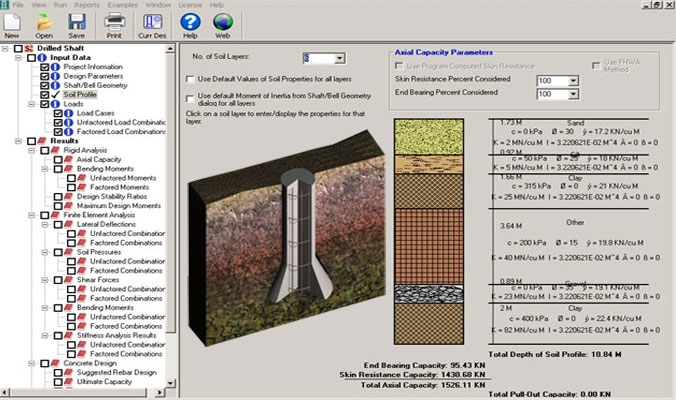 File View Run Reports Examples Window License Help
New Open Save Print Curr Des Help Web
Drilled Shaft
Input Data
Project Information
Design Parameters
Shaft/Bell Geometry
Soil Profile
Loads
Load Cases
Unfactored Load Combination
Factored Load Combinations
Results
Rigid Analysis
Axial Capacity
Bending Moments
Unfactored Moments
Factored Moments
Design Stability Ratios
Maximum Design Moments
Finite Element Analysis
Lateral Deflections
Unfactored Combinations
Factored Combinations
Soil Pressures
Unfactored Combinations
Factored Combinations
Shear Forces
Unfactored Combinations
Factored Combinations
Bending Moments
Unfactored Combinations
Factored Combinations
Stiffness Analysis Results
Unfactored Combinations
Factored Combinations
Concrete Design
Suggested Rebar Design
Ultimate Capacity
No. of Soil Layers:
Use Default Values of Soil Properties for all layers
Use default Moment of Inertia from Shaft/Bell Geometry
dialog for all layers
Click on a soil layer to enter/display the properties for that
layer.
Axial Capacity Parameters
Use Program Computed Skin Resistance
Use FHWA
Method
Skin Resistance Percent Considered 100
End Bearing Percent Considered 100
1.73 M Sand
c = 0 kPa Ø = 30 ÿ = 17.2 KN/cu M
K = 2 MN/cu M I = 3.220621E-02 M^4 Â = 0 ß = 0
0.92 M
c = 50 kPa Ø = 25 ÿ = 18 KN/cu M
K = 5 MN/cu M I = 3.220621E-02 M^4 Â = 0 ß = 0
1.66 M Clay
c = 315 kPa Ø = 0 ÿ = 21 KN/cu M
K = 25 MN/cu M I = 3.220621E-02 M^4 Â = 0 ß = 0
3.64 M Other
c = 200 kPa Ø = 15 ÿ = 19.8 KN/cu M
K = 40 MN/cu M I = 3.220621E-02 M^4 Â = 0 ß = 0
0.89 M Gravel
c = 0 kPa Ø = 35 ÿ = 19.1 KN/cu M
K = 23 MN/cu M I = 3.220621E-02 M^4 Â = 0 ß = 0
2 M Clay
c = 400 kPa Ø = 0 ÿ = 22.4 KN/cu M
K = 82 MN/cu M I = 3.220621E-02 M^4 Â = 0 ß = 0
Total Depth of Soil Profile: 10.84 M
End Bearing Capacity: 95.43 KN
Skin Resistance Capacity: 1430.68 KN
Total Axial Capacity: 1526.11 KN
Total Pull-Out Capacity: 0.00 KN